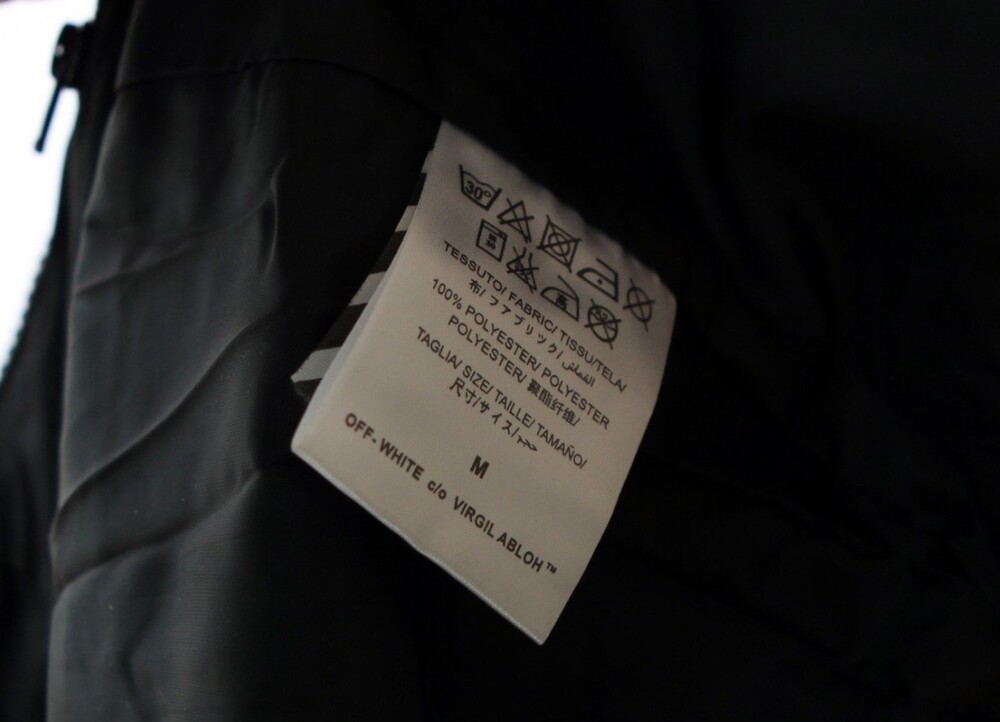 30°
TESSUTO/ FABRIC/ TISSU/TELA/
布/ ファブリック/ القماش
100% POLYESTER/ POLYESTER
POLYESTER/ 聚酯纤维/
TAGLIA/ SIZE/ TAILLE/ TAMAÑO/
尺寸/サイズ/
M
OFF-WHITE c/o VIRGIL ABLOH™